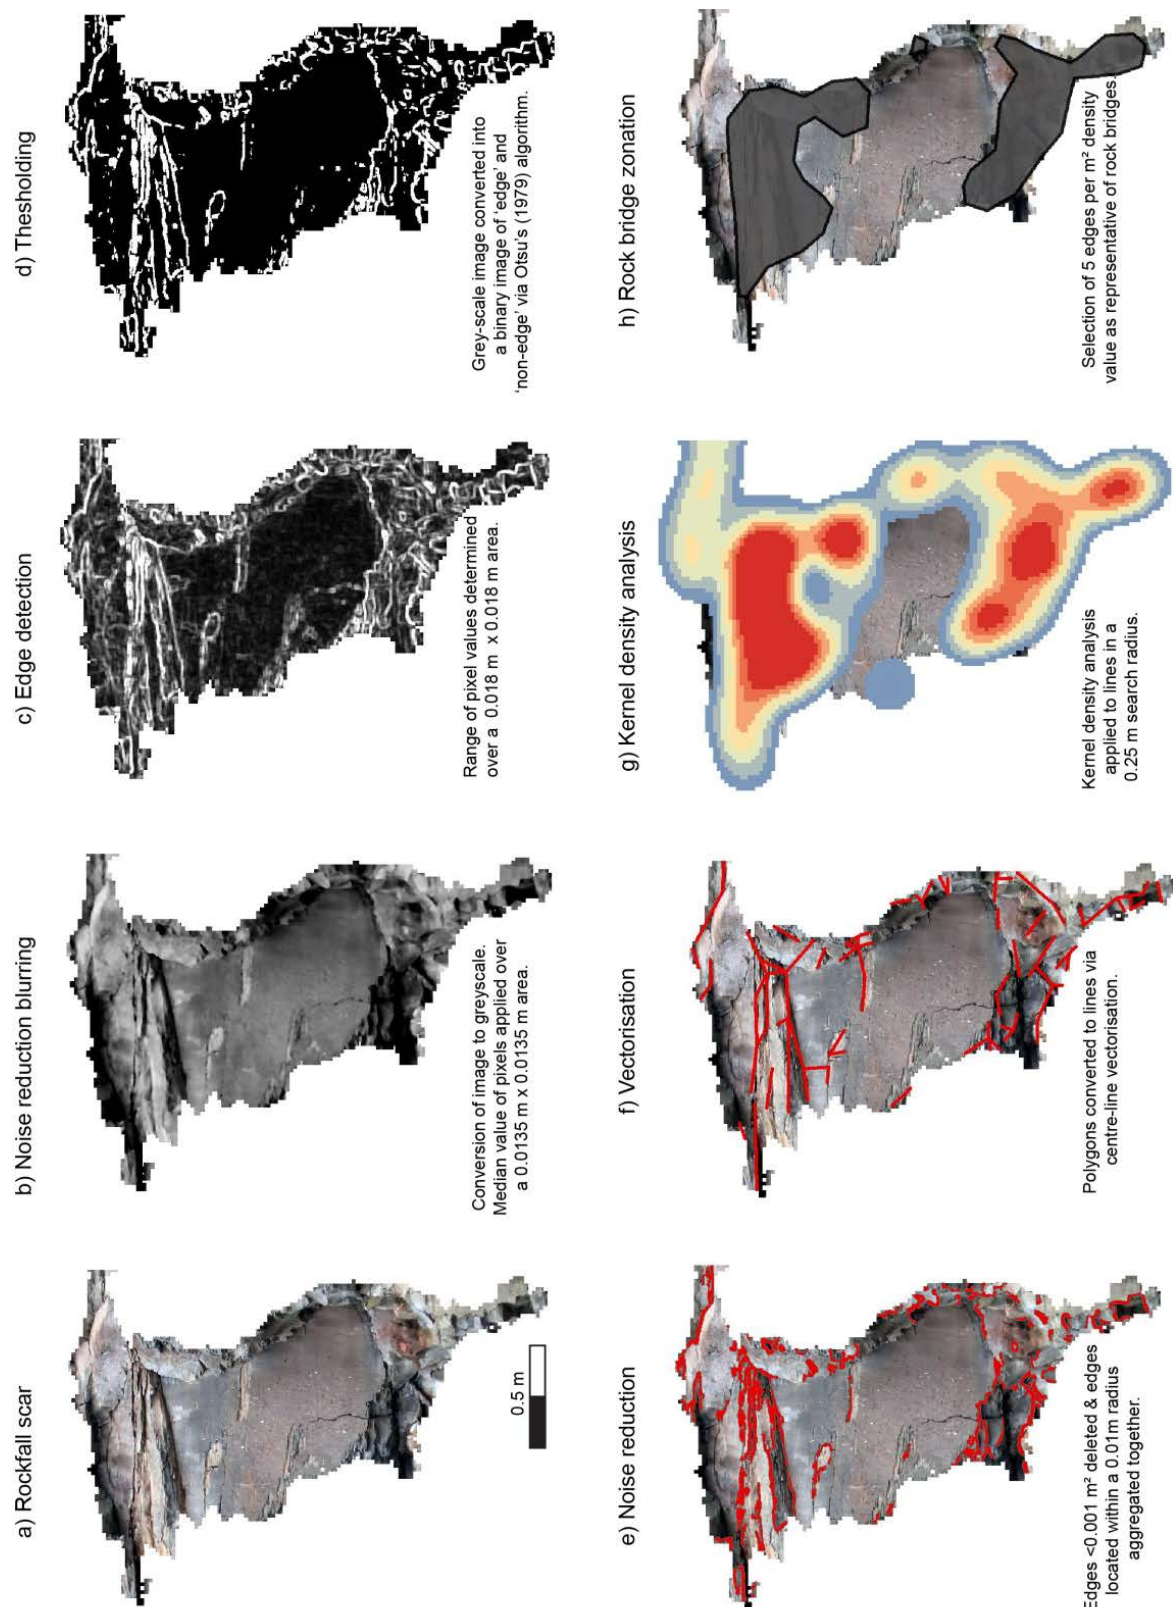 a) Rockfall scar
0.5 m
b) Noise reduction blurring
Conversion of image to greyscale.
Median value of pixels applied over
a 0.0135 m x 0.0135 m area.
c) Edge detection
Range of pixel values determined
over a 0.018 m x 0.018 m area.
d) Thesholding
Grey-scale image converted into
a binary image of 'edge' and
'non-edge' via Otsu's (1979) algorithm.
e) Noise reduction
Edges <0.001 m² deleted & edges
located within a 0.01m radius
aggregated together.
f) Vectorisation
Polygons converted to lines via
centre-line vectorisation.
g) Kernel density analysis
Kernel density analysis
applied to lines in a
0.25 m search radius.
h) Rock bridge zonation
Selection of 5 edges per m² density
value as representative of rock bridges.